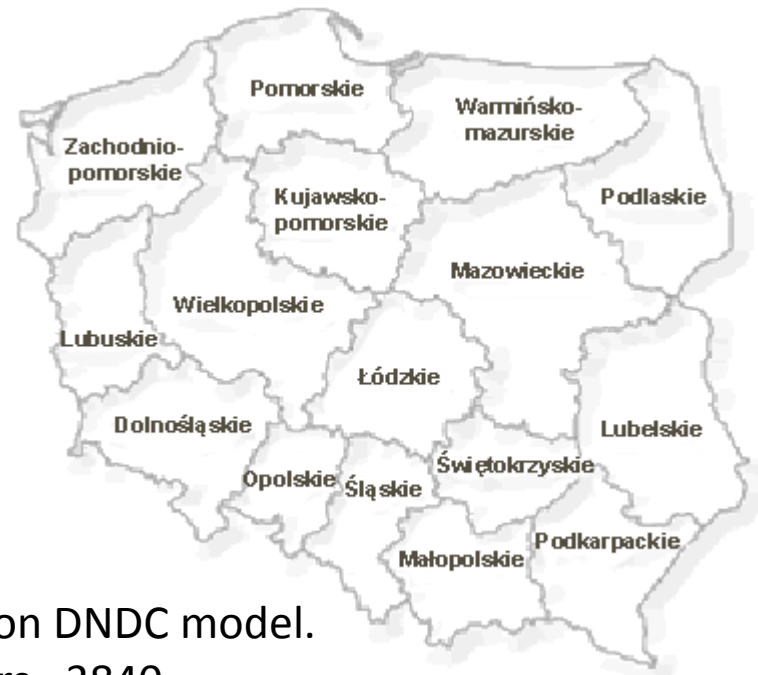 Pomorskie
Warmińsko-
mazurskie
Zachodnio-
pomorskie
Podlaskie
Kujawsko-
pomorskie
Mazowieckie
Wielkopolskie
Lubuskie
Łódzkie
Dolnośląskie
Lubelskie
Świętokrzyskie
Opolskie
Śląskie
Podkarpackie
Małopolskie
on DNDC model.
2840